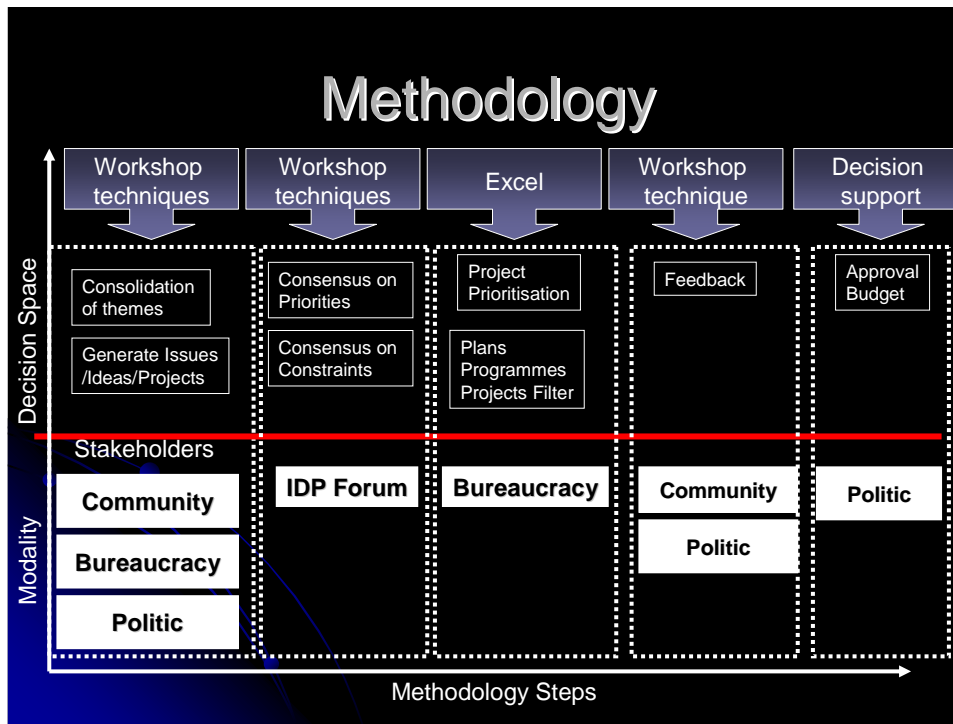 Methodology
Workshop
techniques
Workshop
techniques
Excel
Workshop
technique
Decision
support
Decision Space
Consolidation
of themes
Generate Issues
/Ideas/Projects
Consensus on
Priorities
Consensus on
Constraints
Project
Prioritisation
Plans
Programmes
Projects Filter
Feedback
Approval
Budget
Modality
Stakeholders
Community
Bureaucracy
Politic
IDP Forum
Bureaucracy
Community
Politic
Politic
Methodology Steps